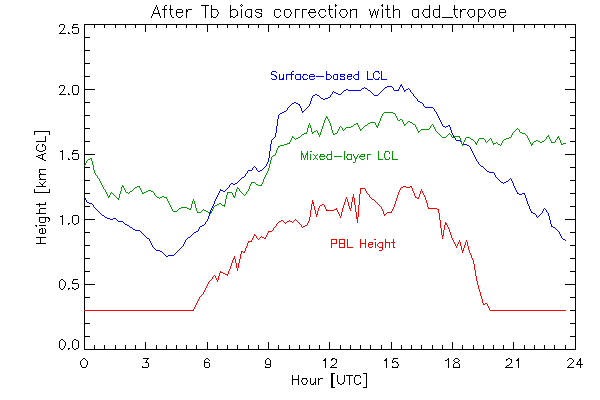 After Tb bias correction with add_tropoe
2.5
2.0
1.5
1.0
0.5
0.0
Height [km AGL]
Surface-based LCL
Mixed-layer LCL
PBL Height
0 3 6 9 12 15 18 21 24
Hour [UTC]